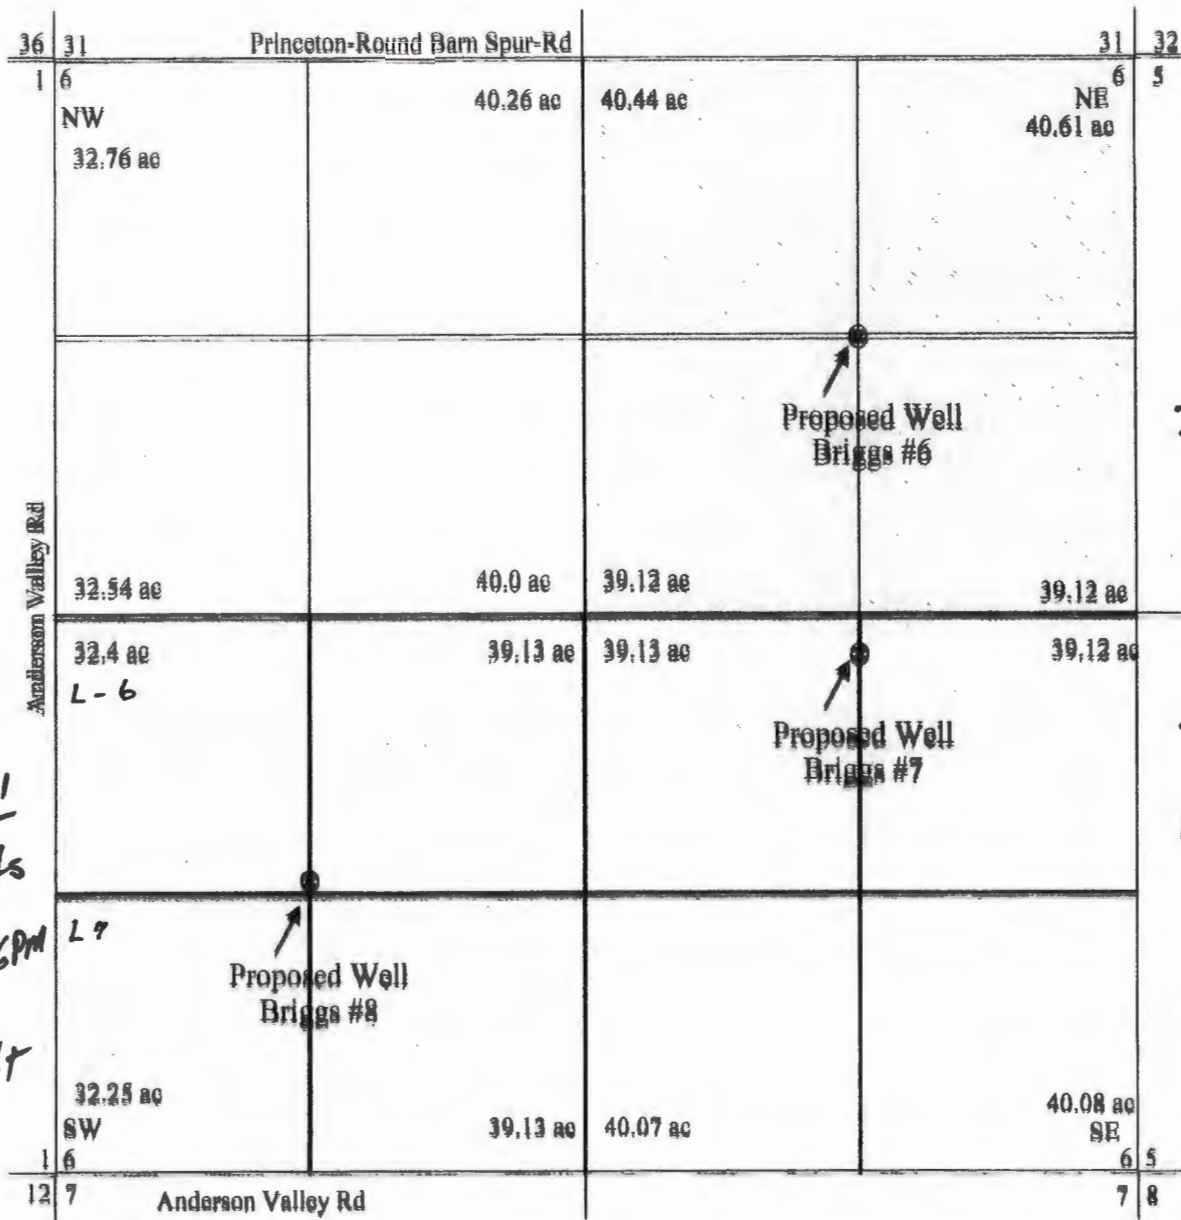 36 31 Princeton-Round Barn Spur-Rd 31 32
1 6 6 5
NW 40.26 ac 40.44 ac NE
32.76 ac 40.61 ac
Proposed Well
Briggs #6
Anderson Valley Rd
32.54 ac 40.0 ac 39.12 ac 39.12 ac
32.4 ac 39.13 ac 39.13 ac 39.12 ac
L - 6
Proposed Well
Briggs #7
L 7
Proposed Well
Briggs #8
32.25 ac 40.08 ac
SW 39.13 ac 40.07 ac SE
1 6 6 5
12 7 Anderson Valley Rd 7 8